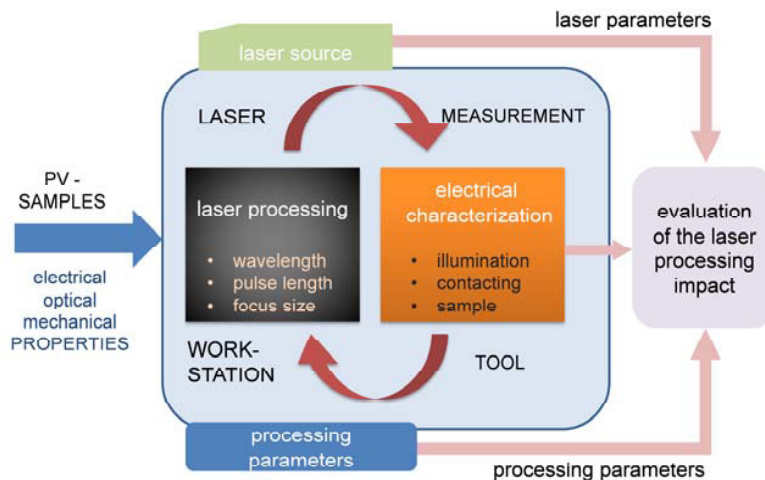 laser parameters
laser source
LASER
MEASUREMENT
PV -
SAMPLES
electrical
optical
mechanical
PROPERTIES
laser processing
• wavelength
• pulse length
• focus size
electrical
characterization
• illumination
• contacting
• sample
evaluation
of the laser
processing
impact
WORK-
STATION
TOOL
processing
parameters
processing parameters